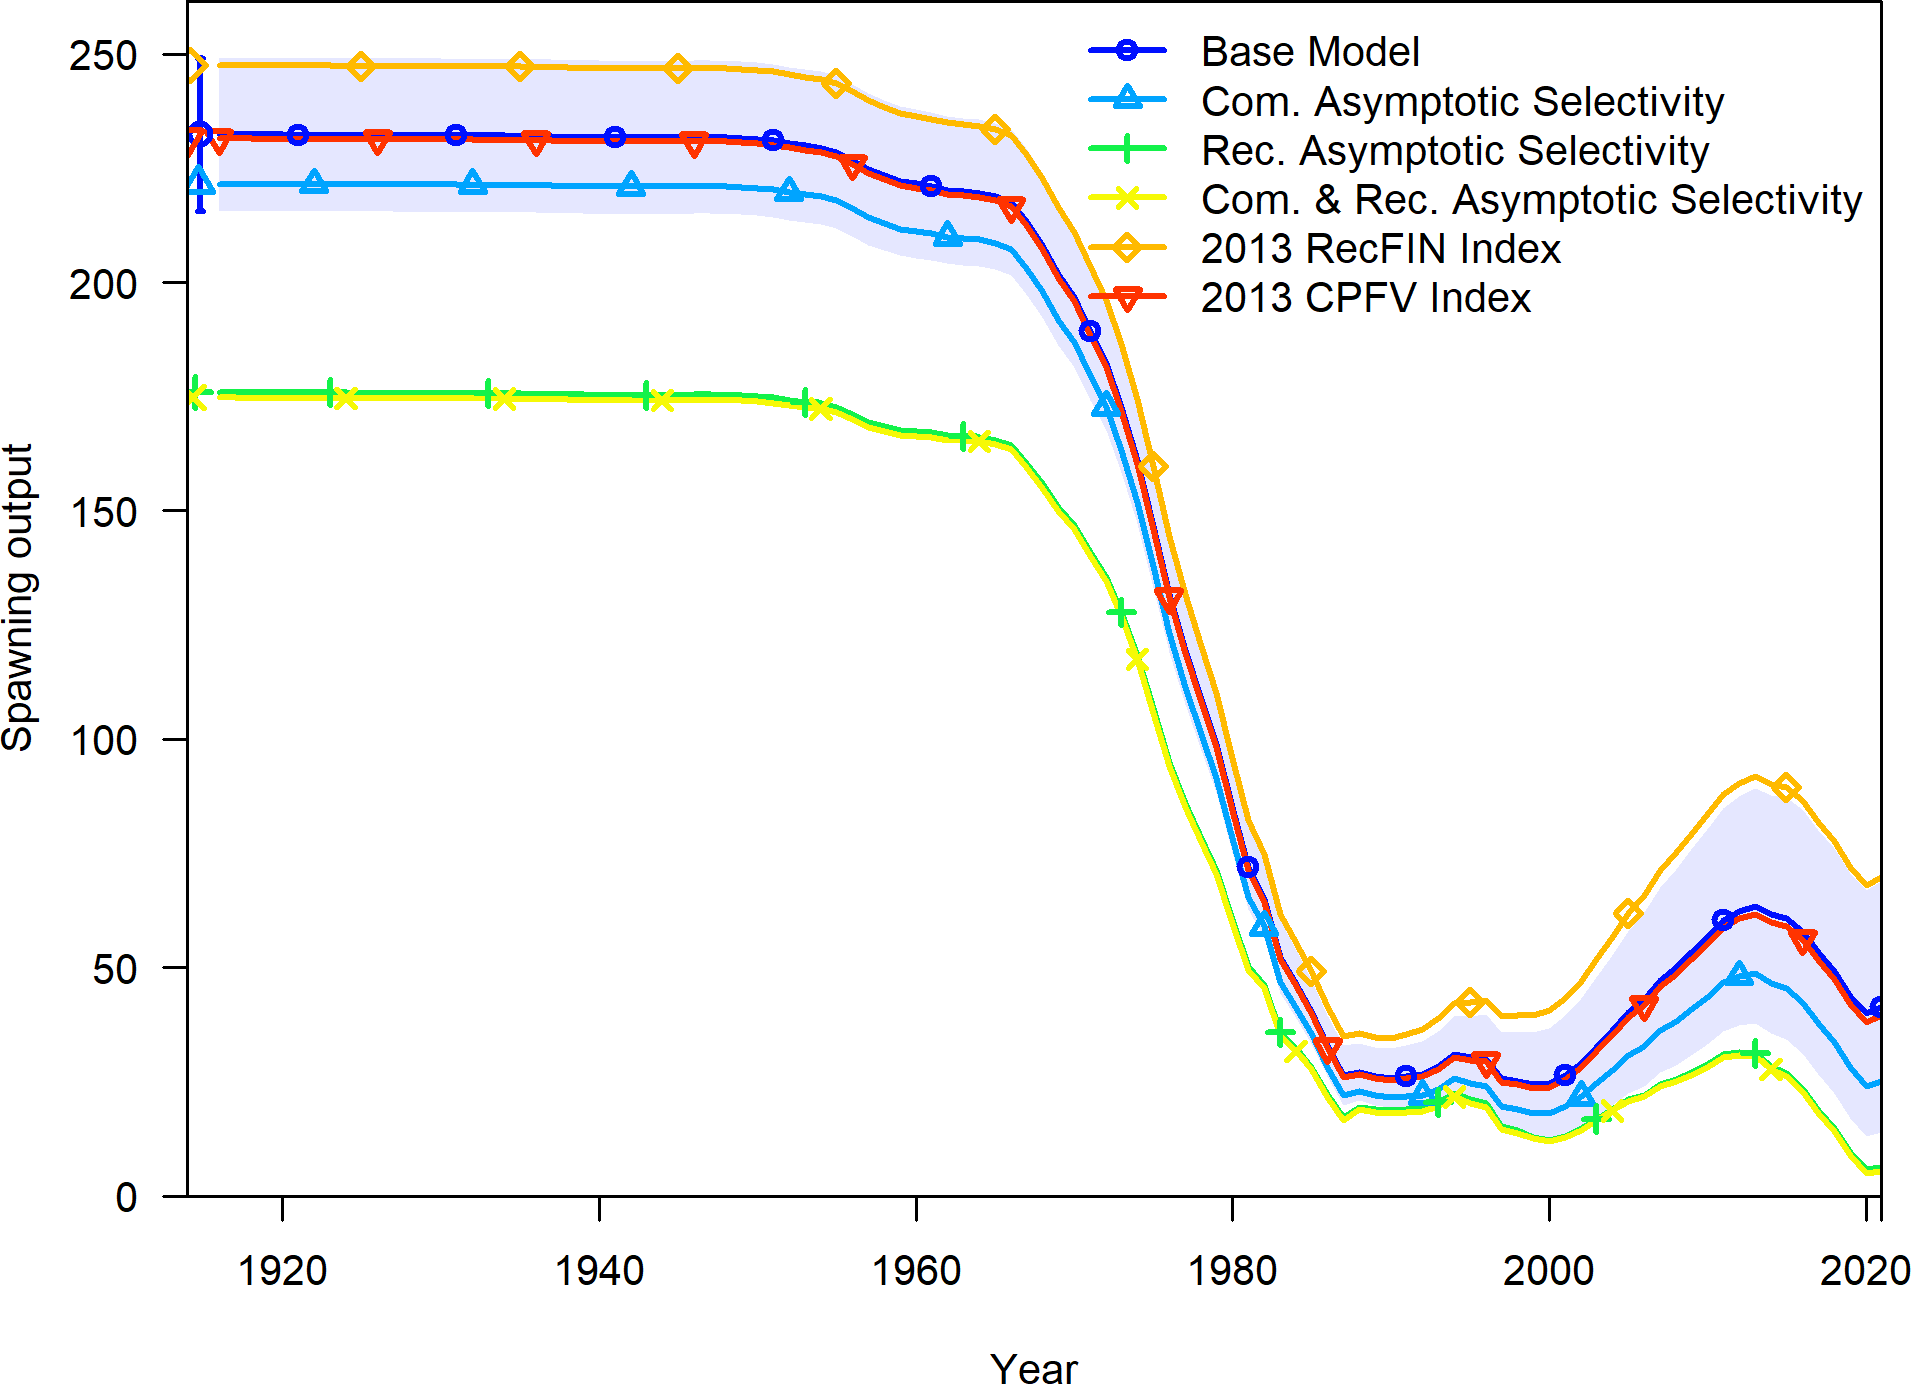 250
200
150
100
50
0
Spawning output
Base Model
Com. Asymptotic Selectivity
Rec. Asymptotic Selectivity
Com. & Rec. Asymptotic Selectivity
2013 RecFIN Index
2013 CPFV Index
1920 1940 1960 1980 2000 2020
Year